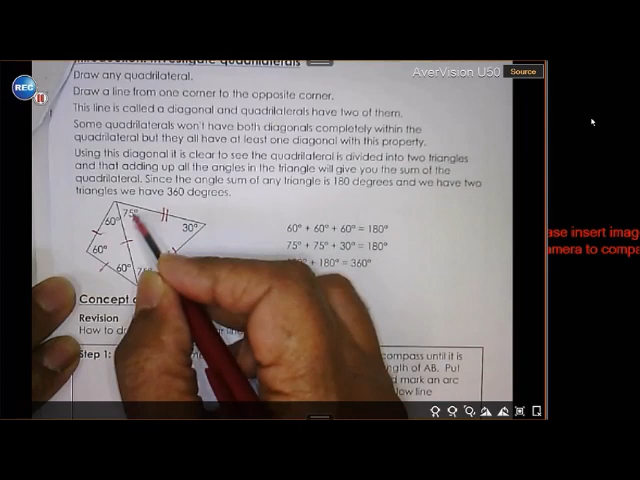 Introduction: Investigate quadrilaterals
AverVision U50
Source
REC
Draw any quadrilateral.
Draw a line from one corner to the opposite corner.
This line is called a diagonal and quadrilaterals have two of them.
Some quadrilaterals won't have both diagonals completely within the
quadrilateral but they all have at least one diagonal with this property.
Using this diagonal it is clear to see the quadrilateral is divided into two triangles
and that adding up all the angles in the triangle will give you the sum of the
quadrilateral. Since the angle sum of any triangle is 180 degrees and we have two
triangles we have 360 degrees.
60° 75°
30°
60°
60° 75°
60° + 60° + 60° = 180°
75° + 75° + 30° = 180°
+ 180° = 360°
ase insert imag
amera to compa
Concept
Revision
How to
Step 1:
compass until it is
ngth of AB. Put
d mark an arc
line